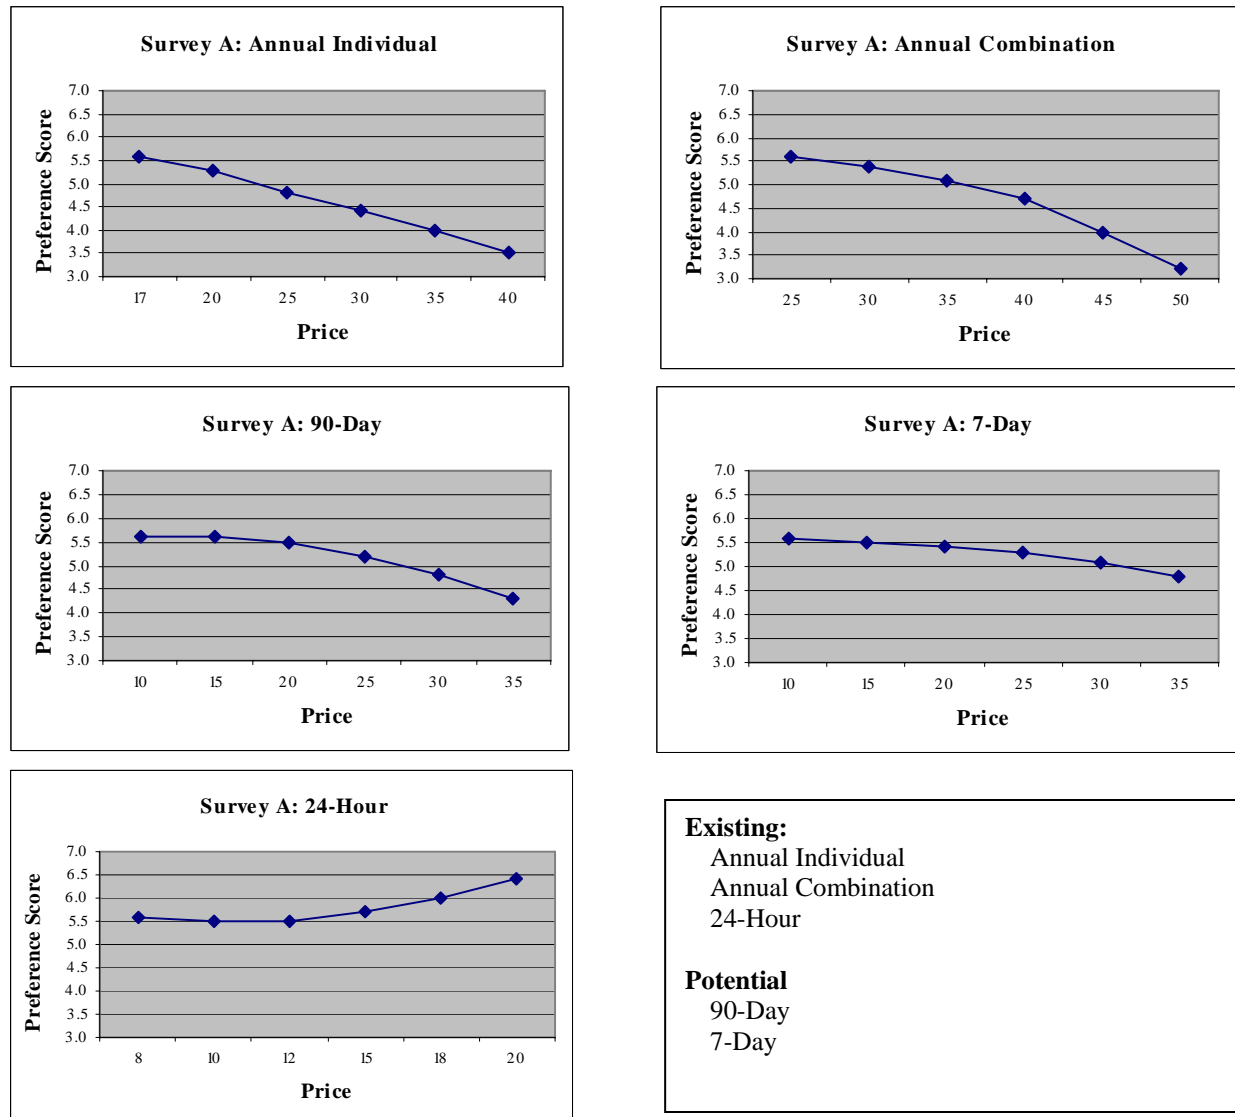 Survey A: Annual Individual
7.0
6.5
6.0
5.5
5.0
4.5
4.0
3.5
3.0
Preference Score
17 20 25 30 35 40
Price
Survey A: Annual Combination
7.0
6.5
6.0
5.5
5.0
4.5
4.0
3.5
3.0
Preference Score
25 30 35 40 45 50
Price
Survey A: 90-Day
7.0
6.5
6.0
5.5
5.0
4.5
4.0
3.5
3.0
Preference Score
10 15 20 25 30 35
Price
Survey A: 7-Day
7.0
6.5
6.0
5.5
5.0
4.5
4.0
3.5
3.0
Preference Score
10 15 20 25 30 35
Price
Survey A: 24-Hour
7.0
6.5
6.0
5.5
5.0
4.5
4.0
3.5
3.0
Preference Score
8 10 12 15 18 20
Price
Existing:
Annual Individual
Annual Combination
24-Hour
Potential
90-Day
7-Day